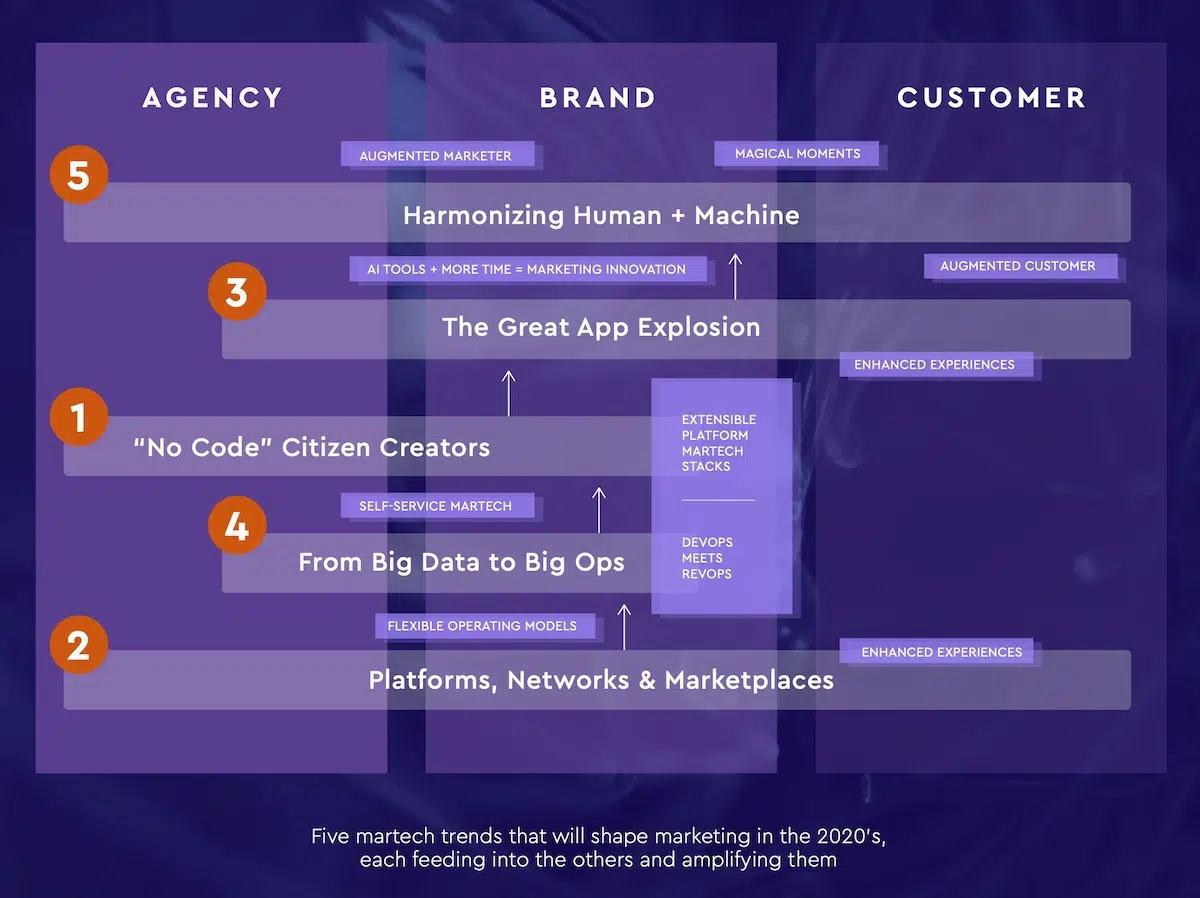 AGENCY
BRAND
CUSTOMER
AUGMENTED MARKETER
MAGICAL MOMENTS
5
Harmonizing Human + Machine
AI TOOLS + MORE TIME = MARKETING INNOVATION
AUGMENTED CUSTOMER
3
The Great App Explosion
ENHANCED EXPERIENCES
1
“No Code” Citizen Creators
EXTENSIBLE
PLATFORM
MARTECH
STACKS
SELF-SERVICE MARTECH
4
From Big Data to Big Ops
DEVOPS
MEETS
REVOPS
FLEXIBLE OPERATING MODELS
ENHANCED EXPERIENCES
2
Platforms, Networks & Marketplaces
Five martech trends that will shape marketing in the 2020's,
each feeding into the others and amplifying them